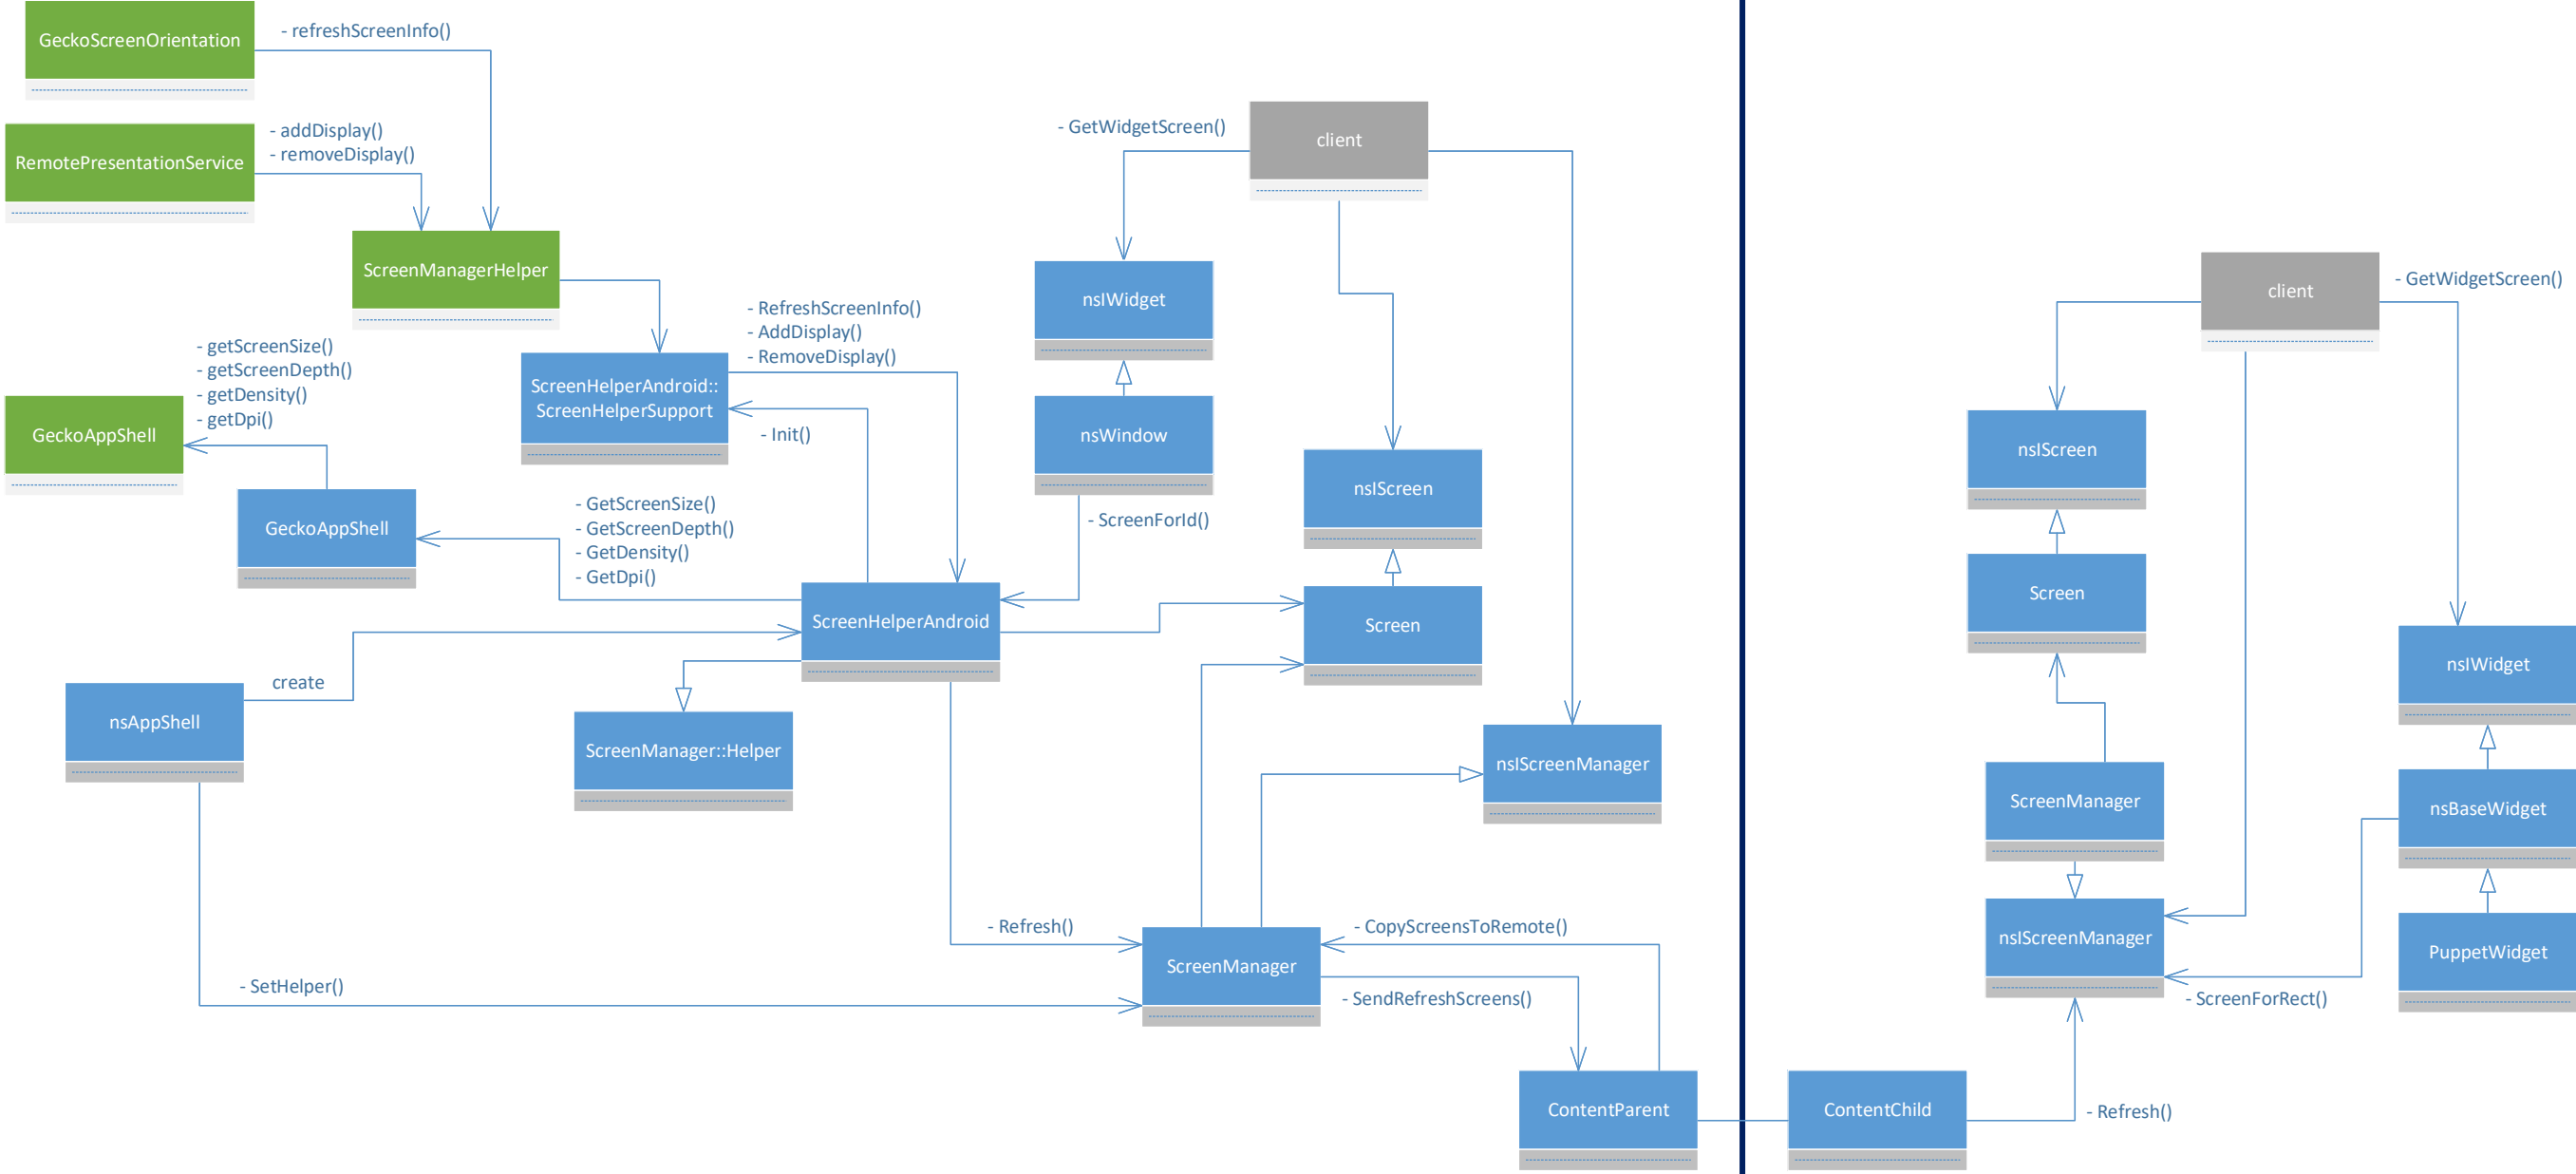 GeckoScreenOrientation
- refreshScreenInfo()
RemotePresentationService
- addDisplay()
- removeDisplay()
ScreenManagerHelper
- getScreenSize()
- getScreenDepth()
- getDensity()
- getDpi()
GeckoAppShell
GeckoAppShell
ScreenHelperAndroid::
ScreenHelperSupport
- RefreshScreenInfo()
- AddDisplay()
- RemoveDisplay()
- Init()
- GetScreenSize()
- GetScreenDepth()
- GetDensity()
- GetDpi()
ScreenHelperAndroid
create
nsAppShell
ScreenManager::Helper
- SetHelper()
- GetWidgetScreen()
client
nsIWidget
nsWindow
- ScreenForId()
nsIScreen
Screen
nsIScreenManager
- Refresh()
ScreenManager
- CopyScreensToRemote()
- SendRefreshScreens()
ContentParent
client
- GetWidgetScreen()
nsIScreen
Screen
nsIWidget
ScreenManager
nsBaseWidget
nsIScreenManager
PuppetWidget
- ScreenForRect()
ContentChild
- Refresh()